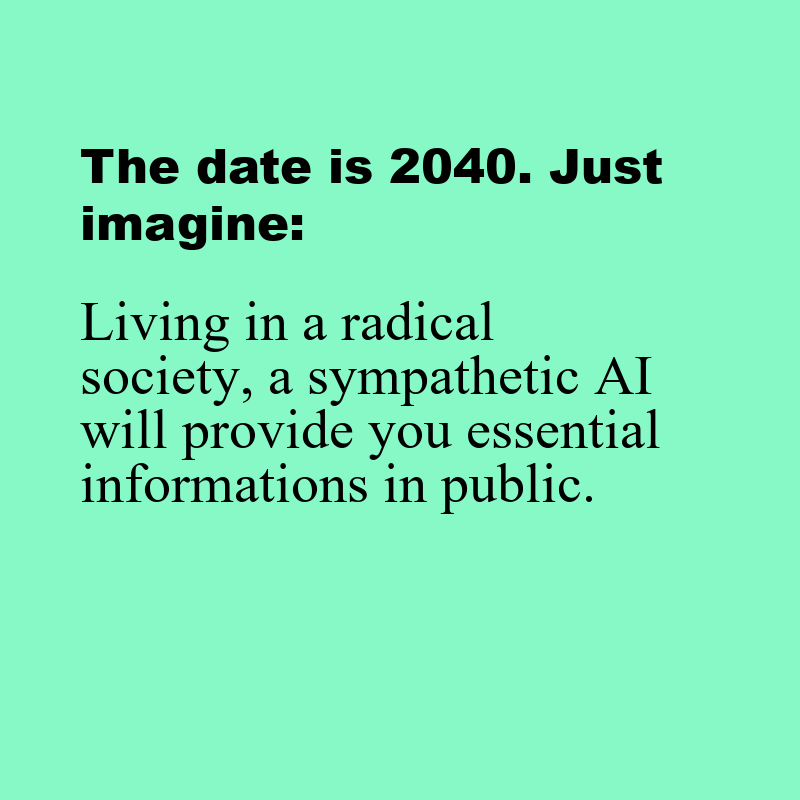 The date is 2040. Just
imagine:
Living in a radical
society, a sympathetic AI
will provide you essential
informations in public.